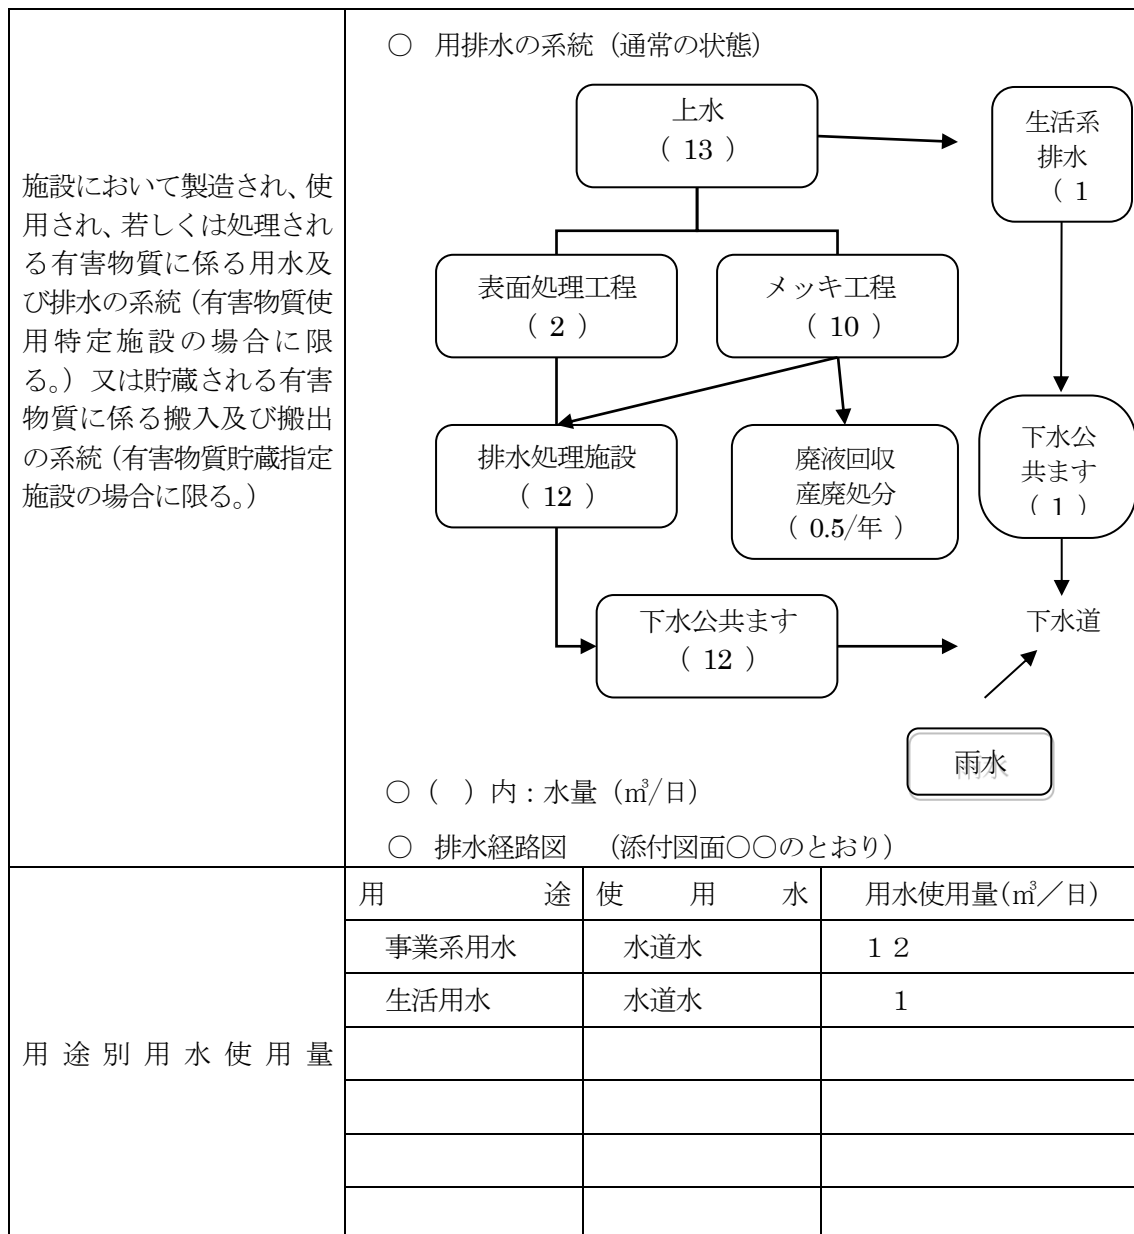 施設において製造され、使
用され、若しくは処理され
る有害物質に係る用水及
び排水の系統(有害物質使
用特定施設の場合に限
る。)又は貯蔵される有害
物質に係る搬入及び搬出
の系統(有害物質貯蔵指定
施設の場合に限る。)
○ 用排水の系統(通常の状態)
上水
( 13 )
生活系
排水
( 1
表面処理工程
( 2 )
メッキ工程
( 10 )
排水処理施設
( 12 )
廃液回収
産廃処分
( 0.5/年 )
下水公
共ます
( 1 )
下水公共ます
( 12 )
下水道
雨水
○( )内:水量(㎥/日)
○ 排水経路図 (添付図面○○のとおり)
用途別用水使用量
用途 使用水 用水使用量(㎥/日)
事業系用水 水道水 12
生活用水 水道水 1